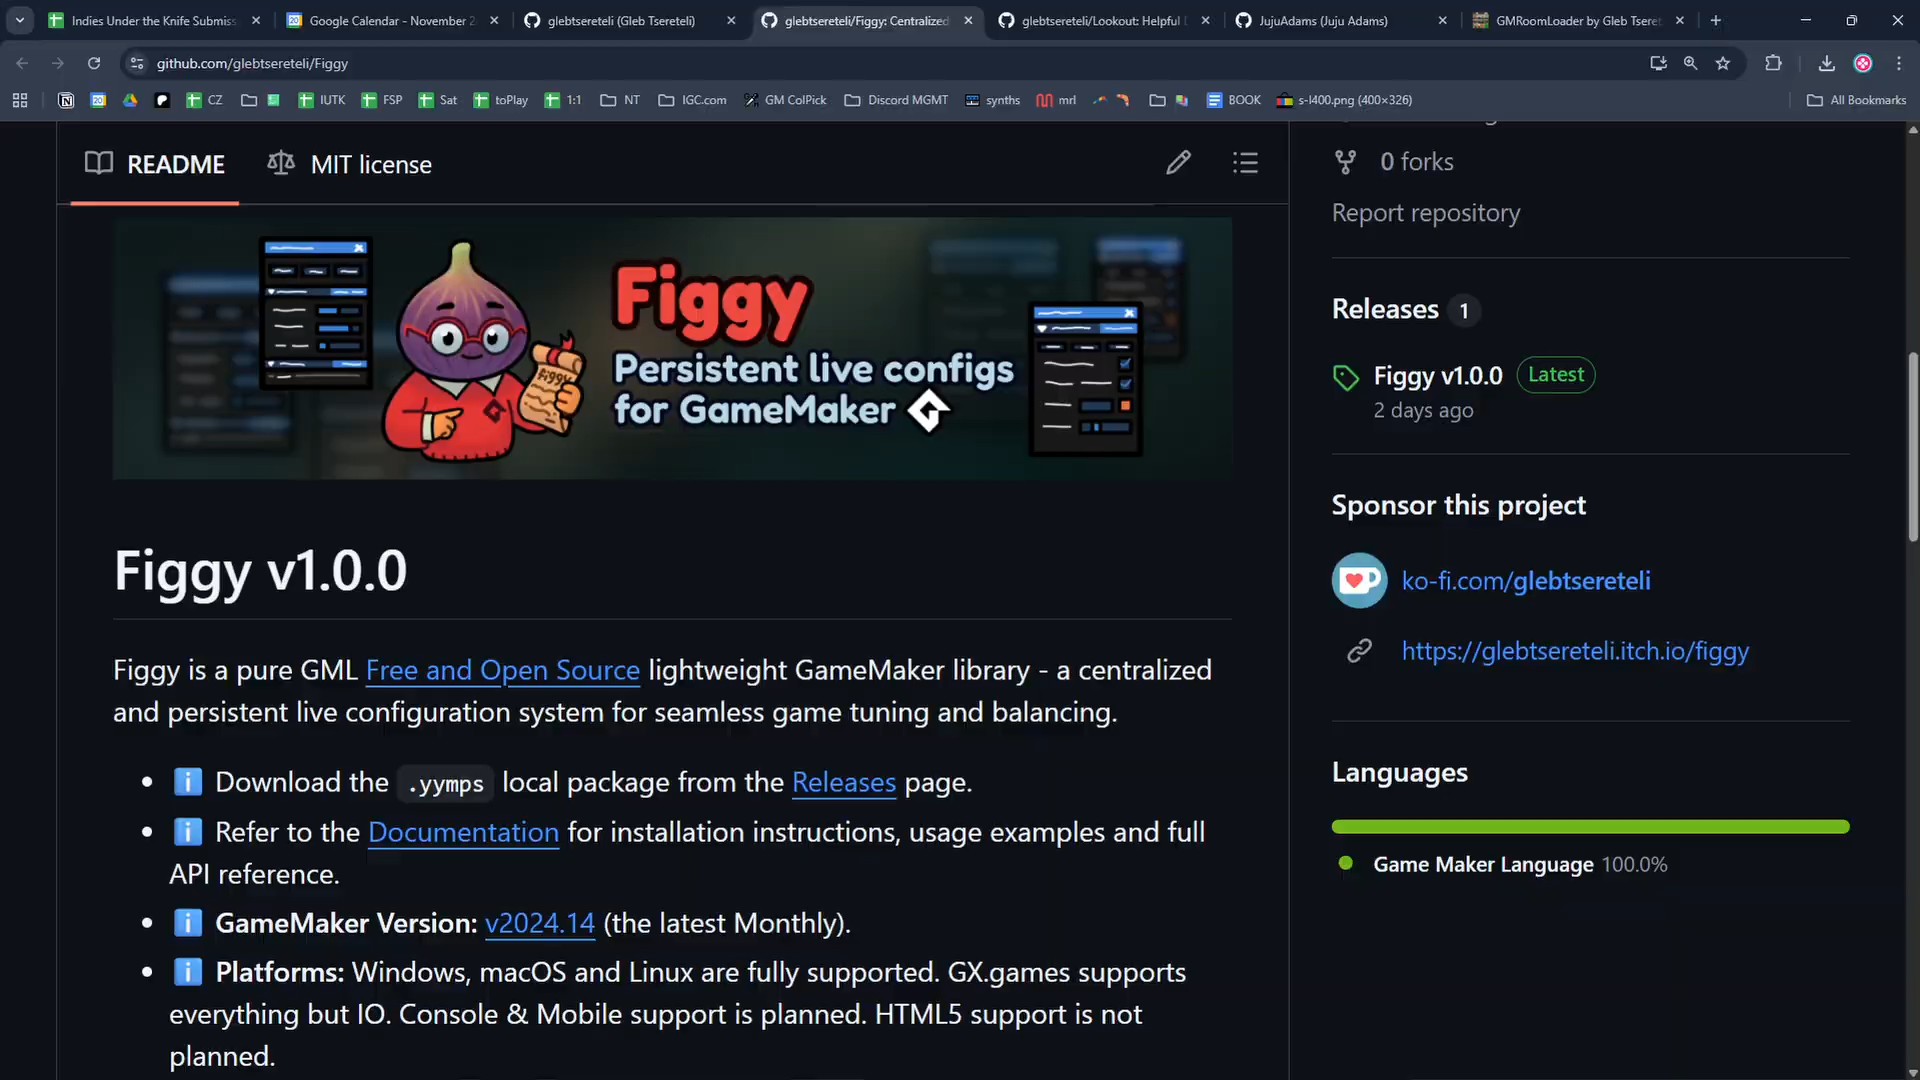 Indies Under the Knife Submiss
Google Calendar - November 2
glebtsereteli (Gleb Tsereteli)
glebtsereteli/Figgy: Centralized
glebtsereteli/Lookout: Helpful
JujuAdams (Juju Adams)
GMRoomLoader by Gleb Tseret
github.com/glebtsereteli/Figgy
CZ
IUTK
FSP
Sat
toPlay
1:1
NT
IGC.com
GM ColPick
Discord MGMT
synths
mrl
BOOK
s-l400.png (400×326)
All Bookmarks
README
MIT license
0 forks
Report repository
Figgy
Persistent live configs
for GameMaker
Figgy
Releases 1
Figgy v1.0.0 Latest
2 days ago
Sponsor this project
ko-fi.com/glebtsereteli
https://glebtsereteli.itch.io/figgy
Languages
Game Maker Language 100.0%
Figgy v1.0.0
Figgy is a pure GML Free and Open Source lightweight GameMaker library - a centralized
and persistent live configuration system for seamless game tuning and balancing.
• ℹ️ Download the .yymps local package from the Releases page.
• ℹ️ Refer to the Documentation for installation instructions, usage examples and full
API reference.
• ℹ️ GameMaker Version: v2024.14 (the latest Monthly).
• ℹ️ Platforms: Windows, macOS and Linux are fully supported. GX.games supports
everything but IO. Console & Mobile support is planned. HTML5 support is not
planned.